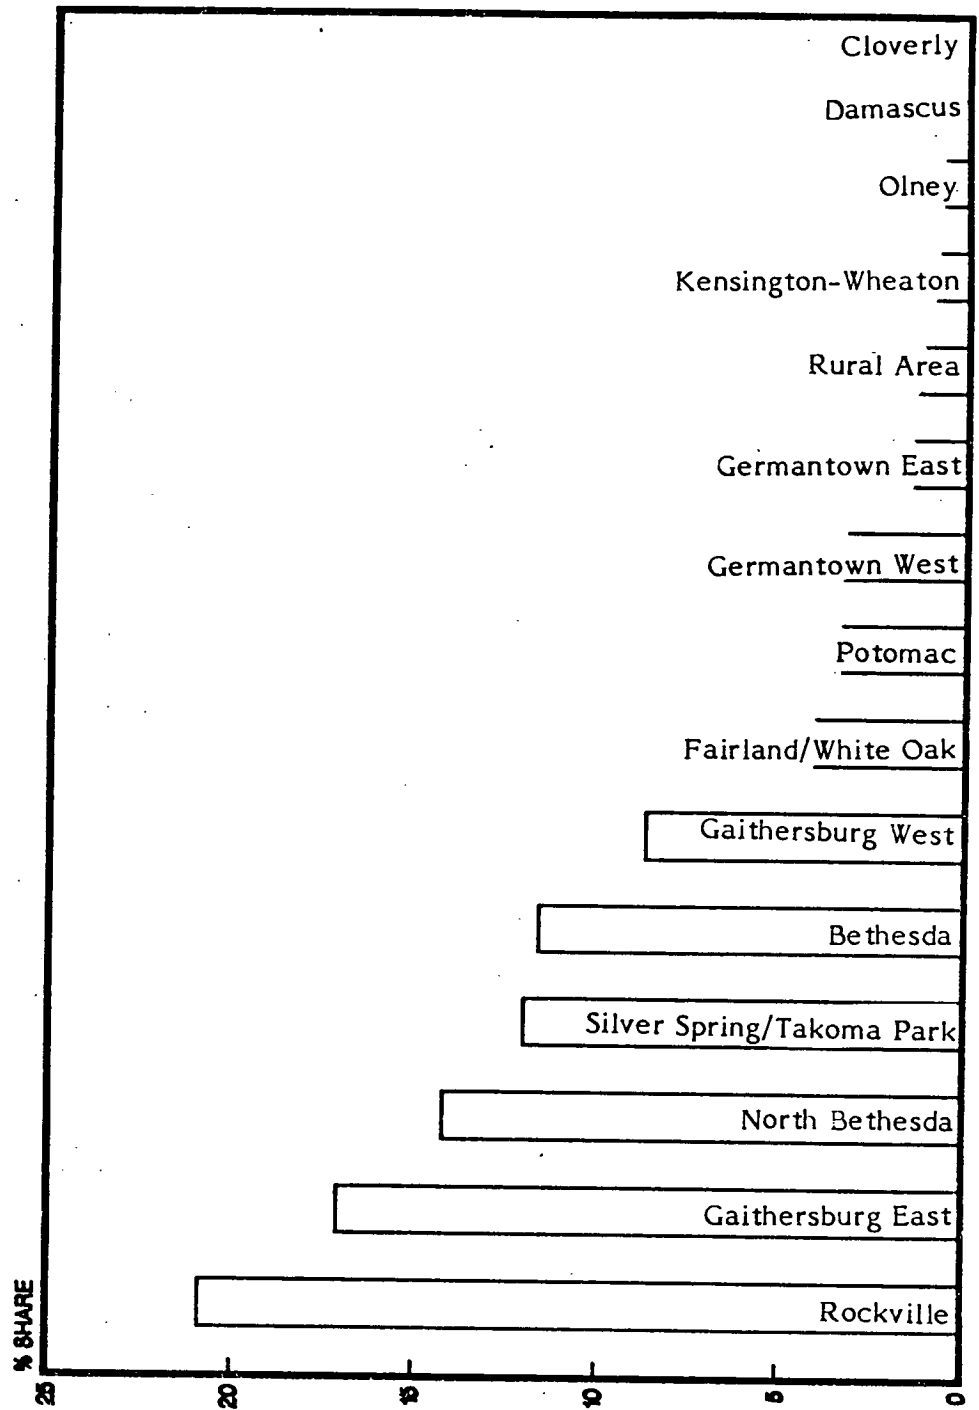 Cloverly
Damascus
Olney
Kensington-Wheaton
Rural Area
Germantown East
Germantown West
Potomac
Fairland/White Oak
Gaithersburg West
Bethesda
Silver Spring/Takoma Park
North Bethesda
Gaithersburg East
Rockville
% SHARE
25
20
15
10
5
0